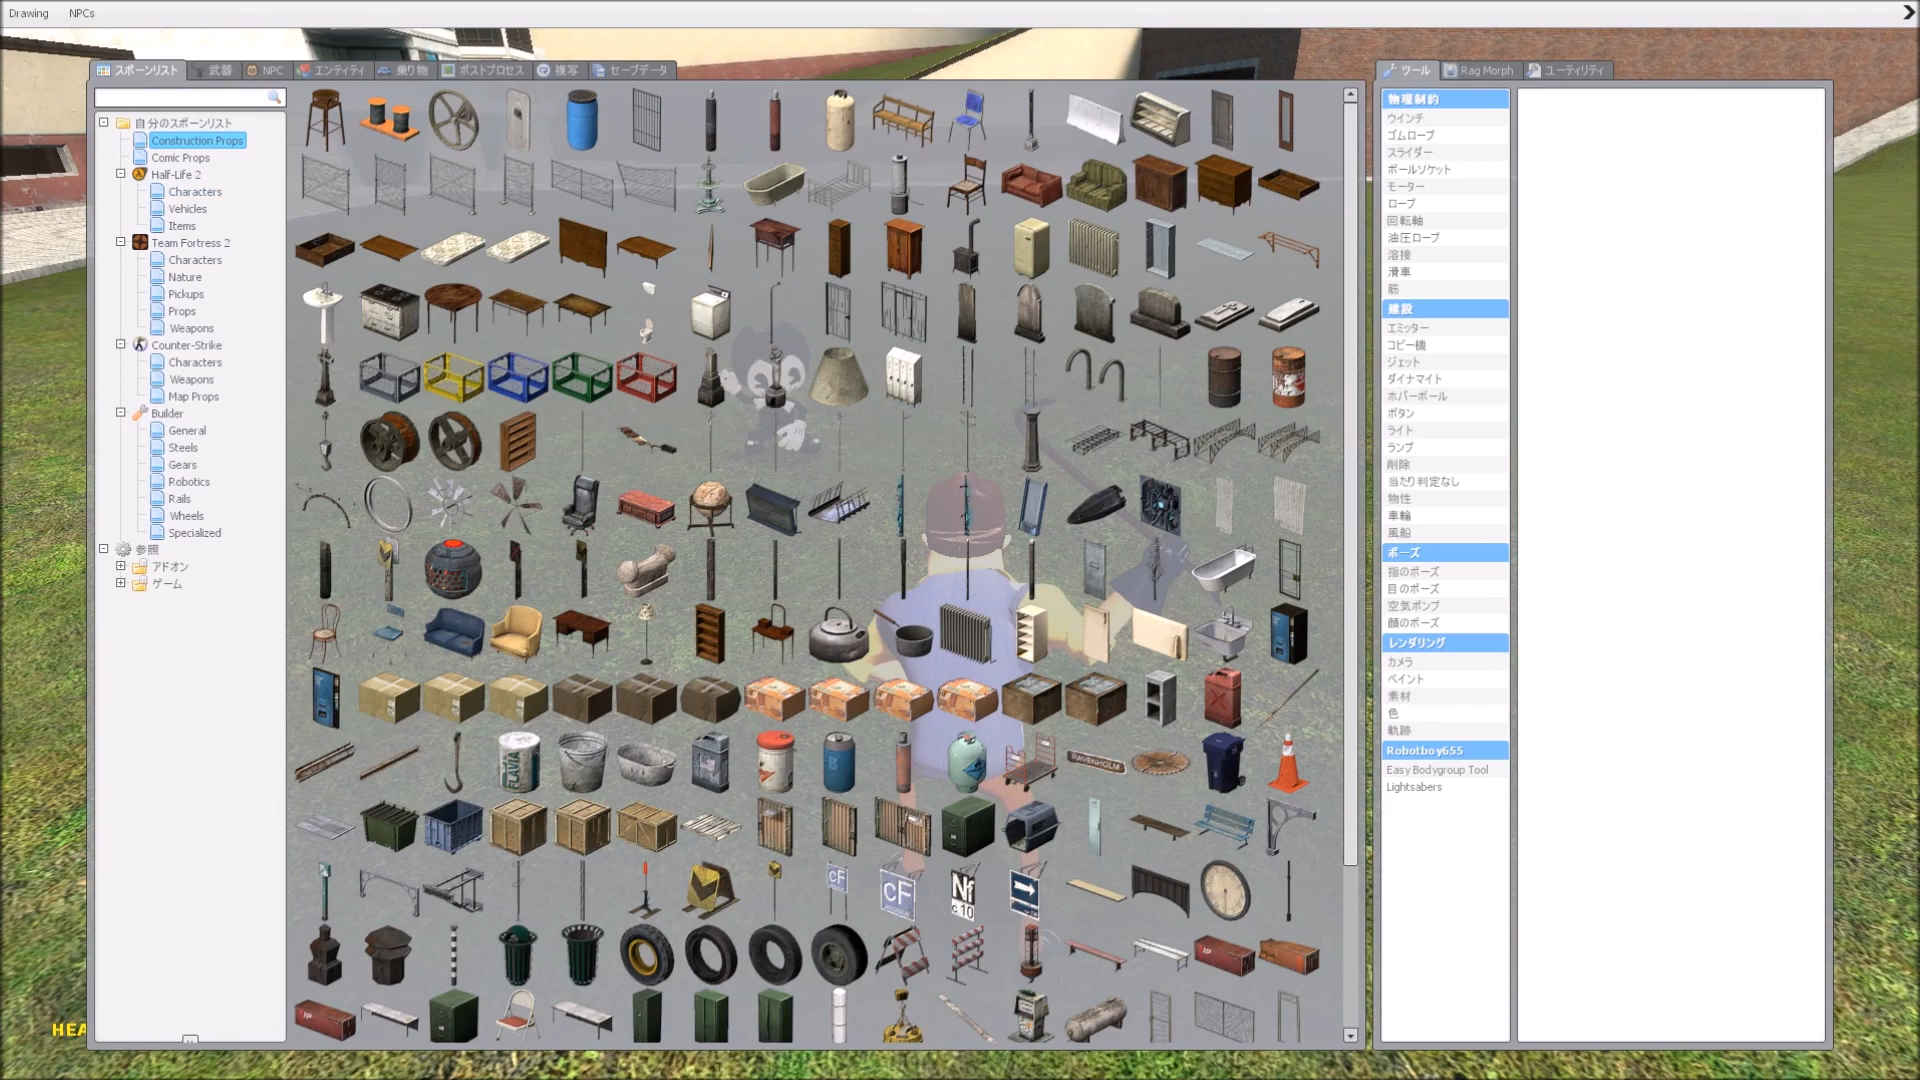 Drawing NPCs
スポーンリスト 武器 NPC エンティティ 乗り物 ポストプロセス 複写 セーブデータ
ツール Rag Morph ユーティリティ
自分のスポーンリスト
Construction Props
Comic Props
Half-Life 2
Characters
Vehicles
Items
Team Fortress 2
Characters
Nature
Pickups
Props
Weapons
Counter-Strike
Characters
Weapons
Map Props
Builder
General
Steels
Gears
Robotics
Rails
Wheels
Specialized
参照
アドオン
ゲーム
FLAVIA
RAVENHOLM
cF
cF
Nf
c 10
HEA
物理制約
ウインチ
ゴムロープ
スライダー
ボールソケット
モーター
ロープ
回転軸
油圧ロープ
溶接
滑車
筋
建設
エミッター
コピー機
ジェット
ダイナマイト
ホバーボール
ボタン
ライト
ランプ
削除
当たり判定なし
物性
車輪
風船
ポーズ
指のポーズ
目のポーズ
空気ポンプ
顔のポーズ
レンダリング
カメラ
ペイント
素材
色
軌跡
Robotboy655
Easy Bodygroup Tool
Lightsabers